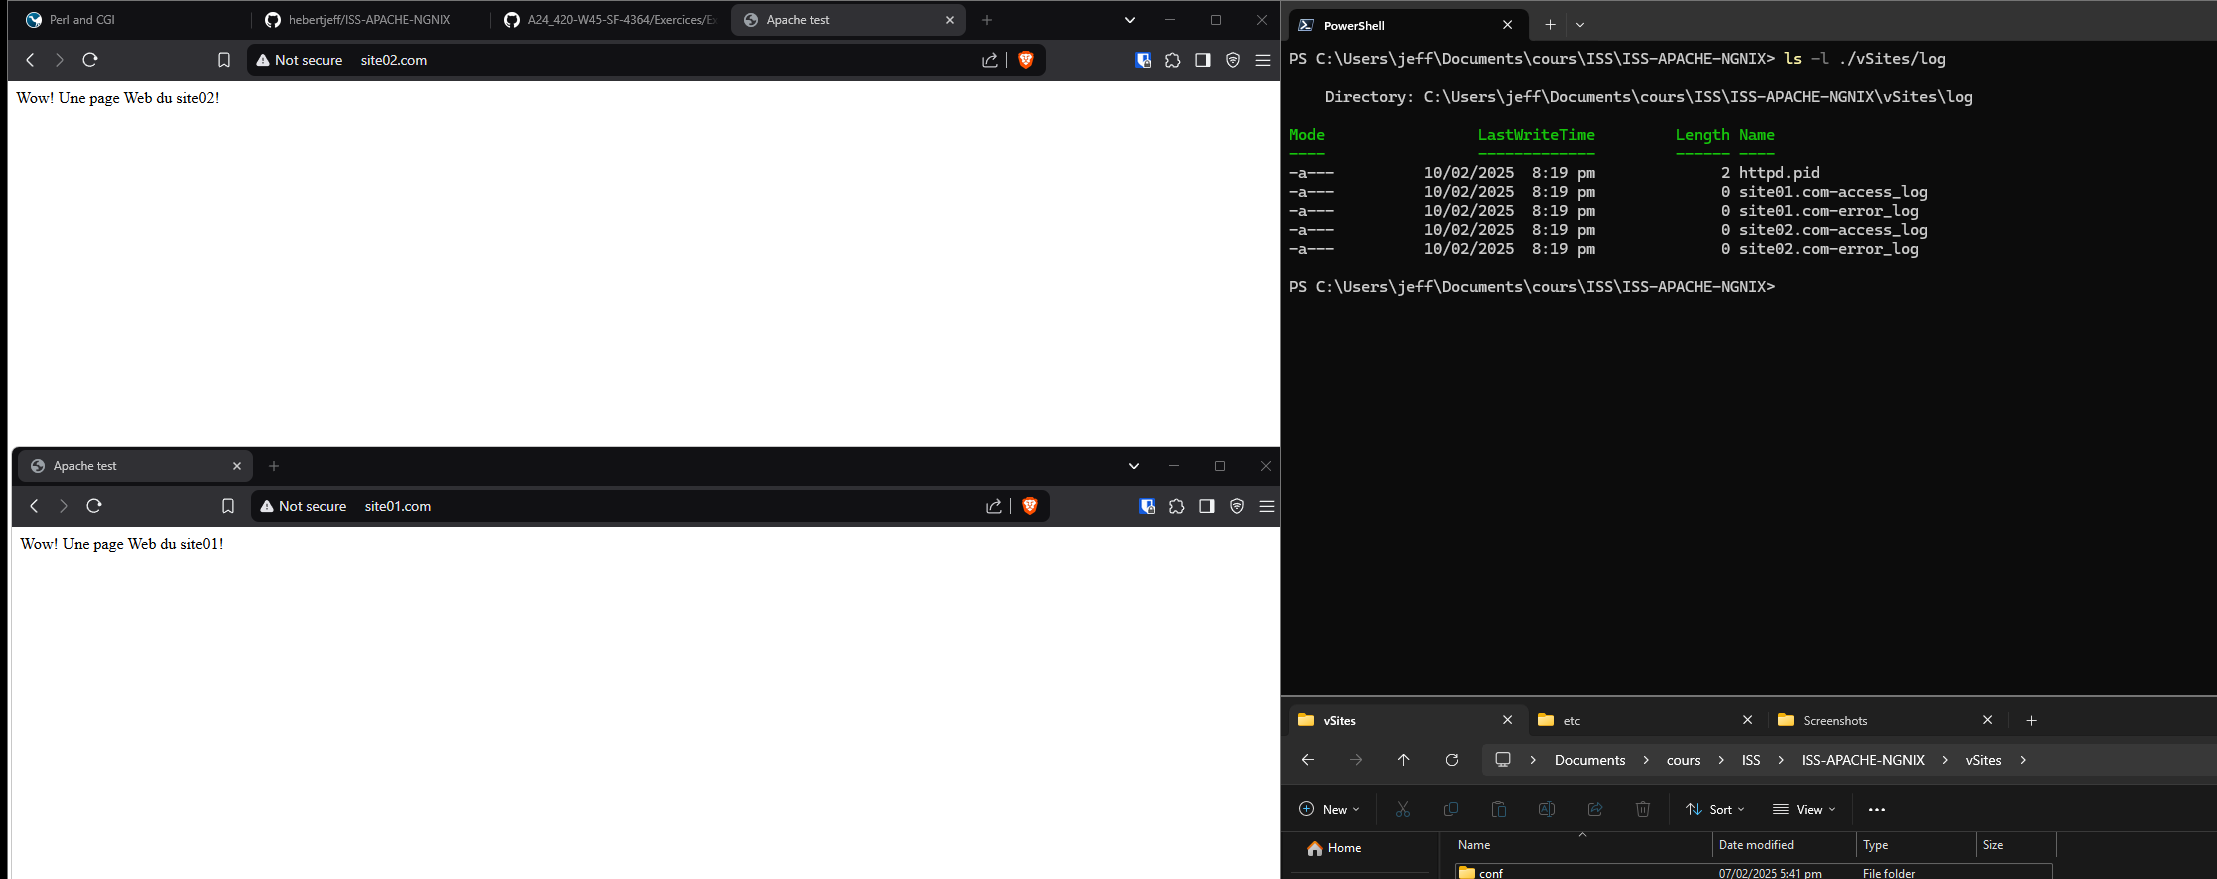 Perl and CGI
hebertjeff/ISS-APACHE-NGNIX
A24_420-W45-SF-4364/Exercices/Ex
Apache test
Not secure site02.com
Wow! Une page Web du site02!
Apache test
Not secure site01.com
Wow! Une page Web du site01!
PowerShell
PS C:\Users\jeff\Documents\cours\ISS\ISS-APACHE-NGNIX> ls -l ./vSites/log
Directory: C:\Users\jeff\Documents\cours\ISS\ISS-APACHE-NGNIX\vSites\log
Mode LastWriteTime Length Name
---- ------------- ------ ----
-a--- 10/02/2025 8:19 pm 2 httpd.pid
-a--- 10/02/2025 8:19 pm 0 site01.com-access_log
-a--- 10/02/2025 8:19 pm 0 site01.com-error_log
-a--- 10/02/2025 8:19 pm 0 site02.com-access_log
-a--- 10/02/2025 8:19 pm 0 site02.com-error_log
PS C:\Users\jeff\Documents\cours\ISS\ISS-APACHE-NGNIX>
vSites
etc
Screenshots
Documents > cours > ISS > ISS-APACHE-NGNIX > vSites >
New
Sort
View
Home
Name Date modified Type Size
conf 07/02/2025 5:41 pm File folder